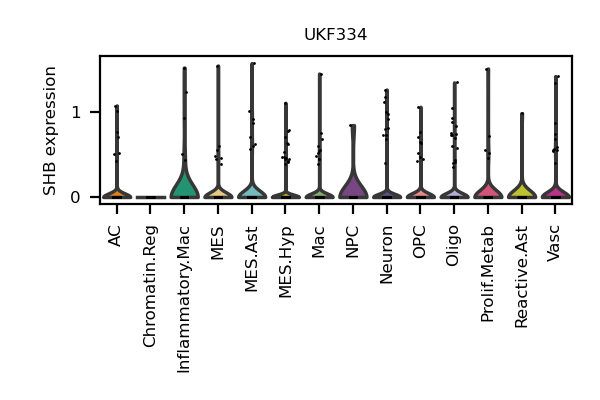 UKF334
SHB expression
1
0
AC
Chromatin.Reg
Inflammatory.Mac
MES
MES.Ast
MES.Hyp
Mac
NPC
Neuron
OPC
Oligo
Prolif.Metab
Reactive.Ast
Vasc